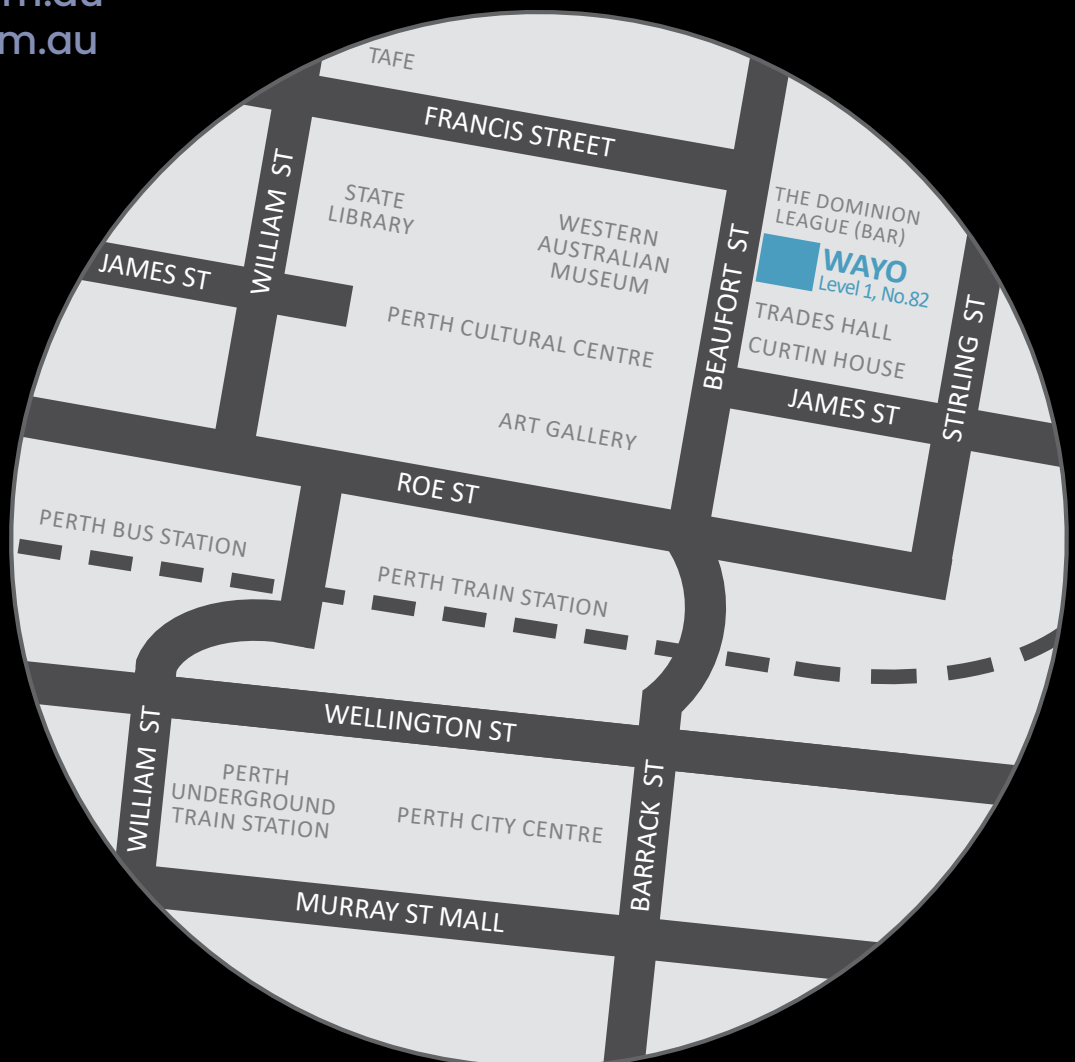 m.au
m.au
TAFE
FRANCIS STREET
WILLIAM ST
STATE
LIBRARY
WESTERN
AUSTRALIAN
MUSEUM
BEAUFORT ST
THE DOMINION
LEAGUE (BAR)
WAYO
Level 1, No.82
JAMES ST
PERTH CULTURAL CENTRE
TRADES HALL
CURTIN HOUSE
STIRLING ST
JAMES ST
ART GALLERY
ROE ST
PERTH BUS STATION
PERTH TRAIN STATION
WELLINGTON ST
WILLIAM ST
PERTH
UNDERGROUND
TRAIN STATION
PERTH CITY CENTRE
BARRACK ST
MURRAY ST MALL